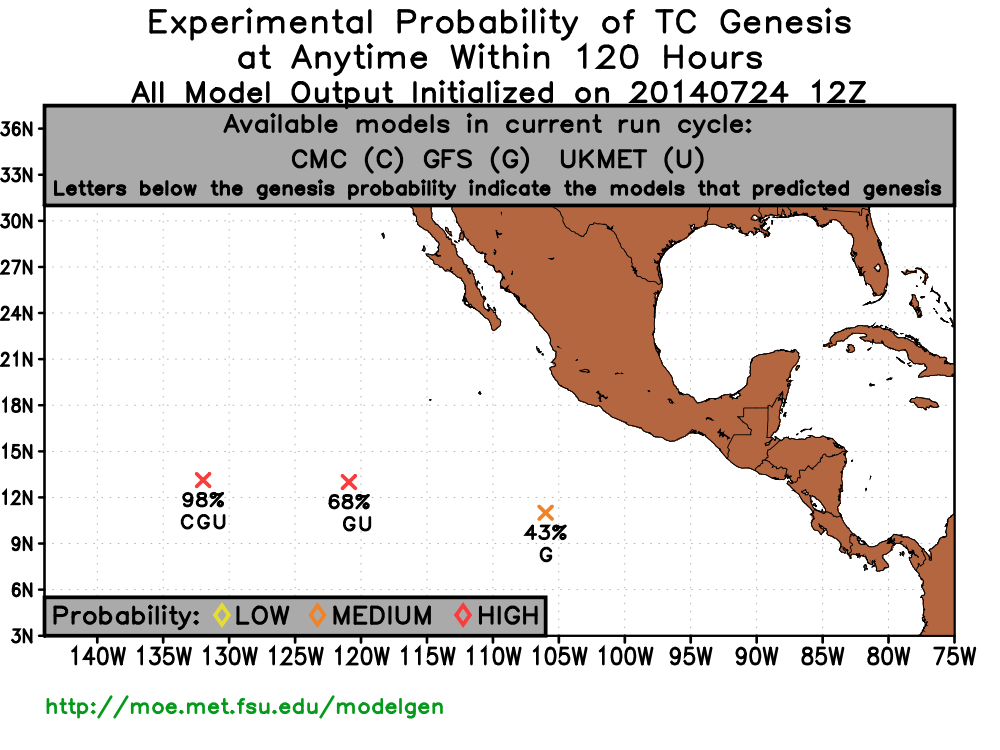 Experimental Probability of TC Genesis
at Anytime Within 120 Hours
All Model Output Initialized on 20140724 12Z
Available models in current run cycle:
CMC (C) GFS (G) UKMET (U)
Letters below the genesis probability indicate the models that predicted genesis
36N
33N
30N
27N
24N
21N
18N
15N
12N
9N
6N
3N
98%
CGU
68%
GU
43%
G
Probability: LOW MEDIUM HIGH
140W 135W 130W 125W 120W 115W 110W 105W 100W 95W 90W 85W 80W 75W
http://moe.met.fsu.edu/modelgen